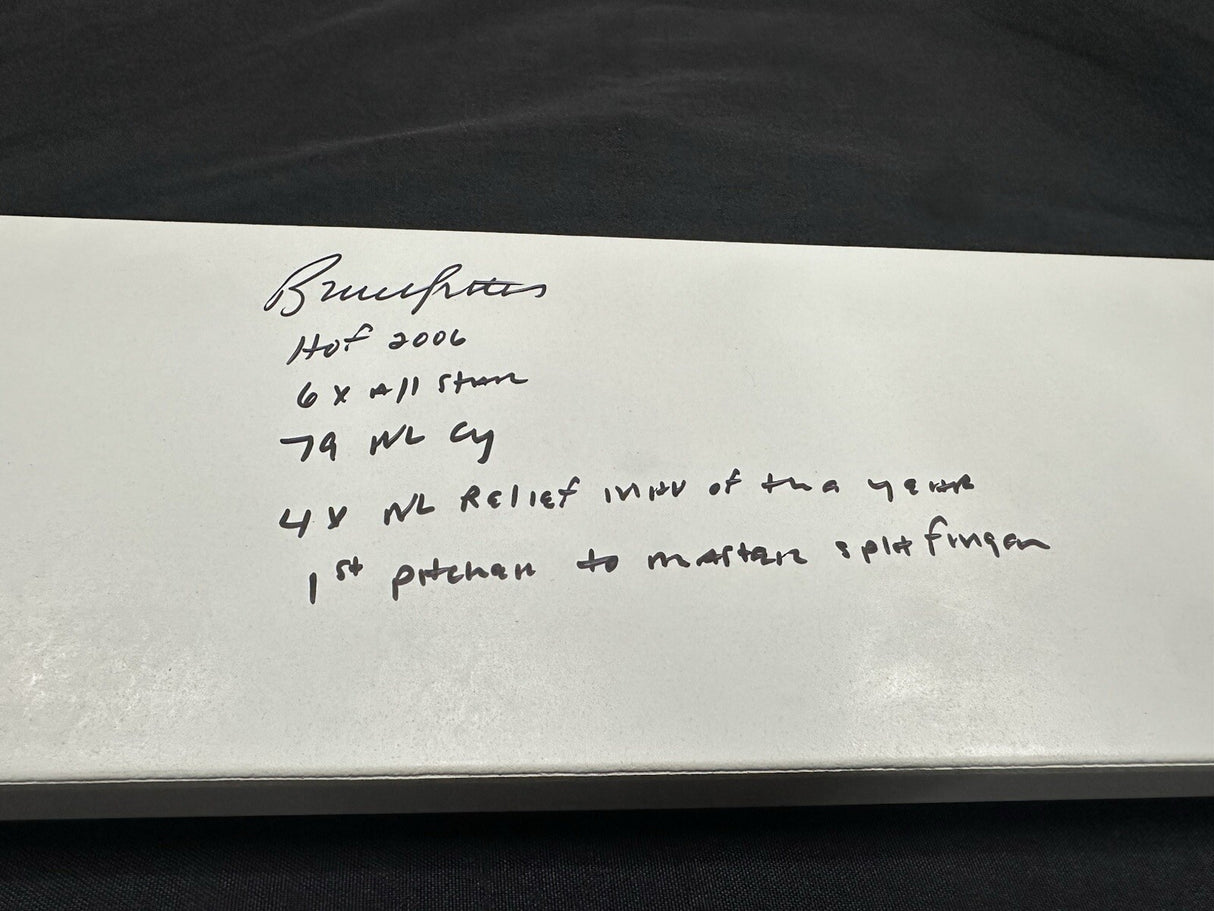 Bruce Sutter
Hof 2006
6 x All Star
79 NL Cy
4 x NL Relief man of the year
1st pitcher to master split finger